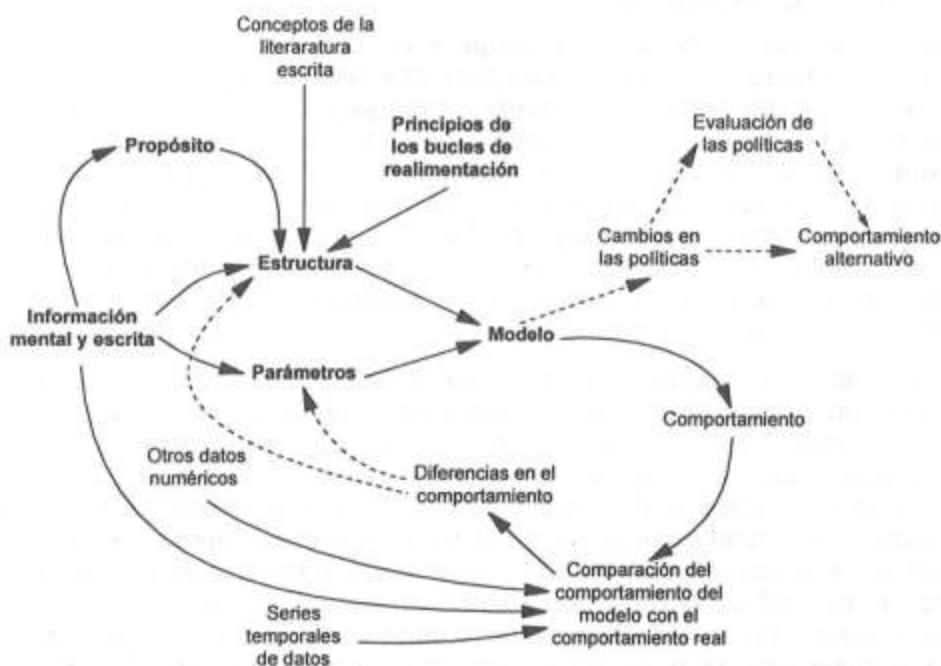 Conceptos de la
literaratura
escrita
Principios de
los bucles de
realimentación
Propósito
Evaluación de
las políticas
Estructura
Cambios en
las políticas
Comportamiento
alternativo
Información
mental y escrita
Modelo
Parámetros
Comportamiento
Otros datos
numéricos
Diferencias en el
comportamiento
Comparación del
comportamiento del
modelo con el
comportamiento real
Series
temporales
de datos